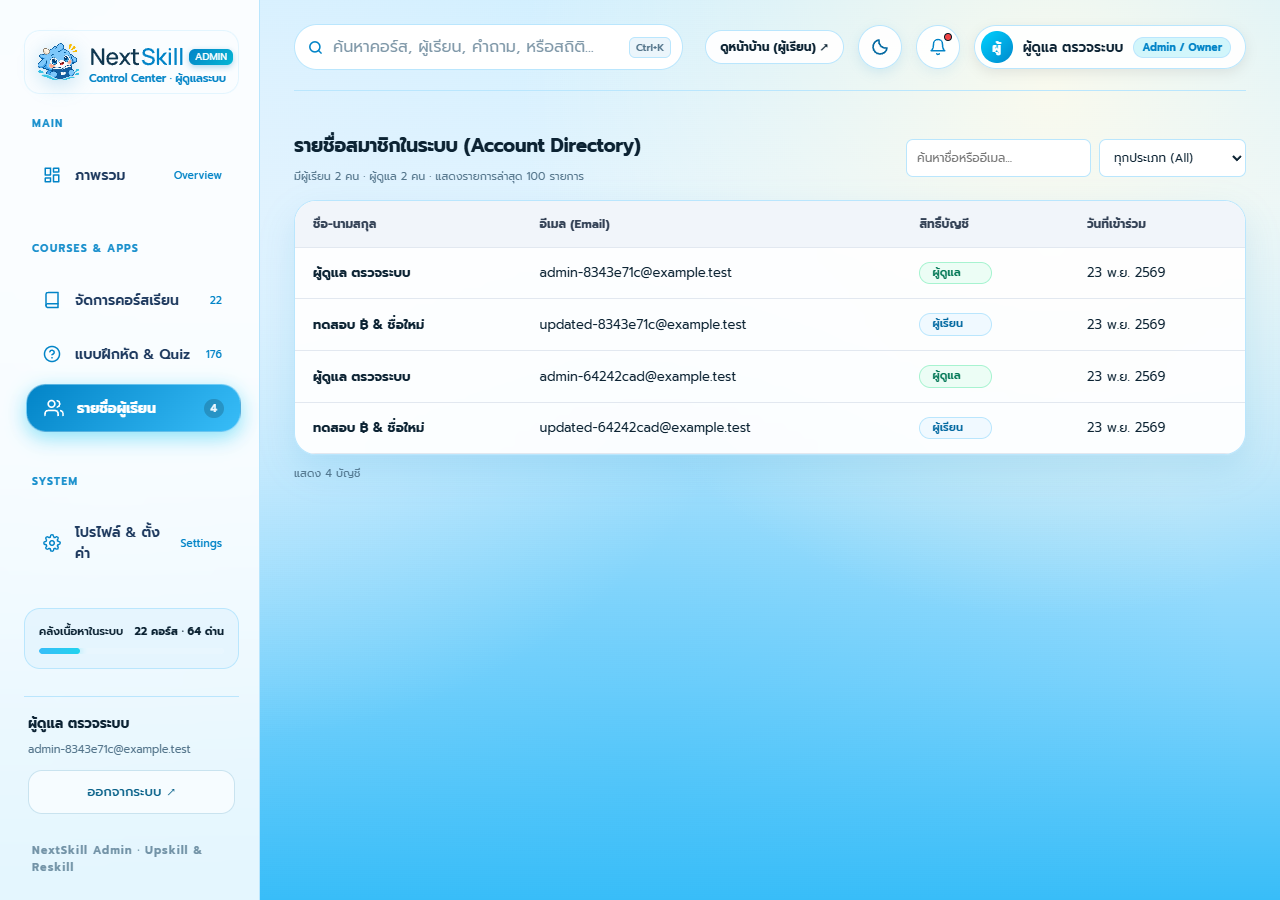 NextSkill ADMIN
Control Center · ผู้ดูแลระบบ
MAIN
ภาพรวม Overview
COURSES & APPS
จัดการคอร์สเรียน 22
แบบฝึกหัด & Quiz 176
รายชื่อผู้เรียน 4
SYSTEM
โปรไฟล์ & ตั้ง
ค่า
Settings
คลังเนื้อหาในระบบ 22 คอร์ส · 64 ด่าน
ผู้ดูแล ตรวจระบบ
admin-8343e71c@example.test
ออกจากระบบ ↗
NextSkill Admin · Upskill &
Reskill
ค้นหาคอร์ส, ผู้เรียน, คำถาม, หรือสถิติ... Ctrl+K
ดูหน้าบ้าน (ผู้เรียน) ↗
ผู้ ผู้ดูแล ตรวจระบบ Admin / Owner
รายชื่อสมาชิกในระบบ (Account Directory)
มีผู้เรียน 2 คน · ผู้ดูแล 2 คน · แสดงรายการล่าสุด 100 รายการ
ค้นหาชื่อหรืออีเมล... ทุกประเภท (All)
ชื่อ-นามสกุล อีเมล (Email) สิทธิ์บัญชี วันที่เข้าร่วม
ผู้ดูแล ตรวจระบบ admin-8343e71c@example.test ผู้ดูแล 23 พ.ย. 2569
ทดสอบ ฿ & ชื่อใหม่ updated-8343e71c@example.test ผู้เรียน 23 พ.ย. 2569
ผู้ดูแล ตรวจระบบ admin-64242cad@example.test ผู้ดูแล 23 พ.ย. 2569
ทดสอบ ฿ & ชื่อใหม่ updated-64242cad@example.test ผู้เรียน 23 พ.ย. 2569
แสดง 4 บัญชี